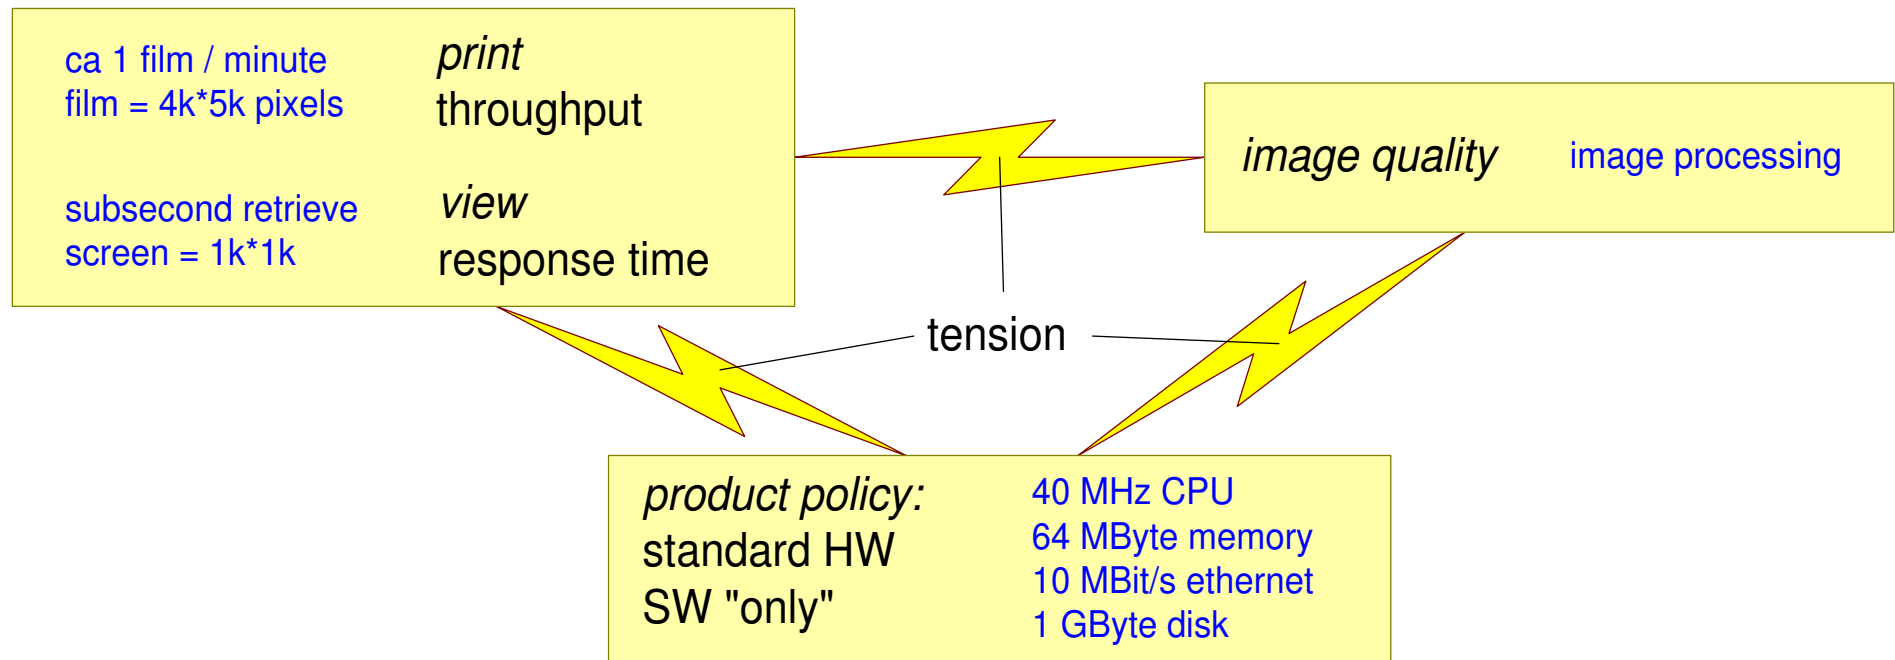 ca 1 film / minute
film = 4k*5k pixels
print
throughput
subsecond retrieve
screen = 1k*1k
view
response time
image quality
image processing
tension
product policy:
standard HW
SW "only"
40 MHz CPU
64 MByte memory
10 MBit/s ethernet
1 GByte disk